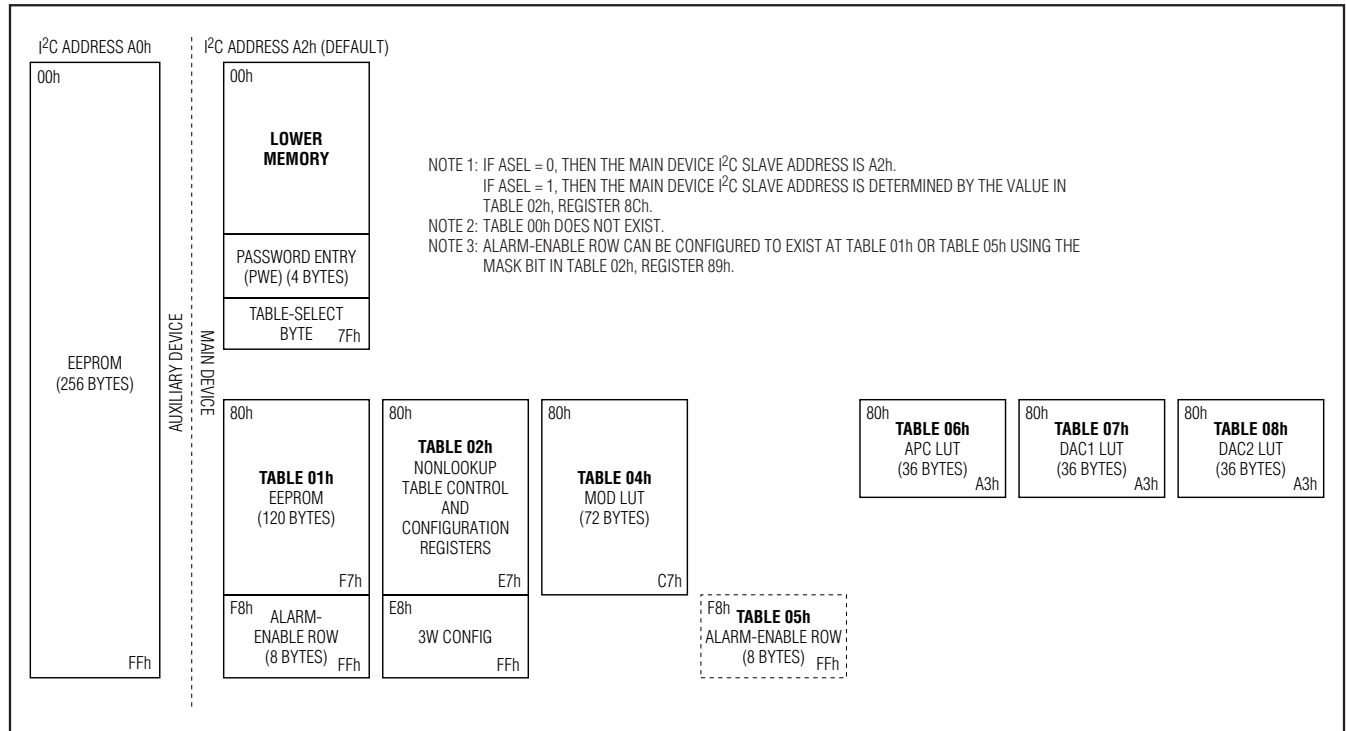 I2C ADDRESS A0h
00h
EEPROM
(256 BYTES)
FFh
AUXILIARY DEVICE
MAIN DEVICE
I2C ADDRESS A2h (DEFAULT)
00h
LOWER
MEMORY
PASSWORD ENTRY
(PWE) (4 BYTES)
TABLE-SELECT
BYTE 7Fh
NOTE 1: IF ASEL = 0, THEN THE MAIN DEVICE I2C SLAVE ADDRESS IS A2h.
IF ASEL = 1, THEN THE MAIN DEVICE I2C SLAVE ADDRESS IS DETERMINED BY THE VALUE IN
TABLE 02h, REGISTER 8Ch.
NOTE 2: TABLE 00h DOES NOT EXIST.
NOTE 3: ALARM-ENABLE ROW CAN BE CONFIGURED TO EXIST AT TABLE 01h OR TABLE 05h USING THE
MASK BIT IN TABLE 02h, REGISTER 89h.
80h
TABLE 01h
EEPROM
(120 BYTES)
F7h
F8h
ALARM-
ENABLE ROW
(8 BYTES) FFh
80h
TABLE 02h
NONLOOKUP
TABLE CONTROL
AND
CONFIGURATION
REGISTERS
E7h
E8h
3W CONFIG
FFh
80h
TABLE 04h
MOD LUT
(72 BYTES)
C7h
F8h TABLE 05h
ALARM-ENABLE ROW
(8 BYTES) FFh
80h
TABLE 06h
APC LUT
(36 BYTES)
A3h
80h
TABLE 07h
DAC1 LUT
(36 BYTES)
A3h
80h
TABLE 08h
DAC2 LUT
(36 BYTES)
A3h